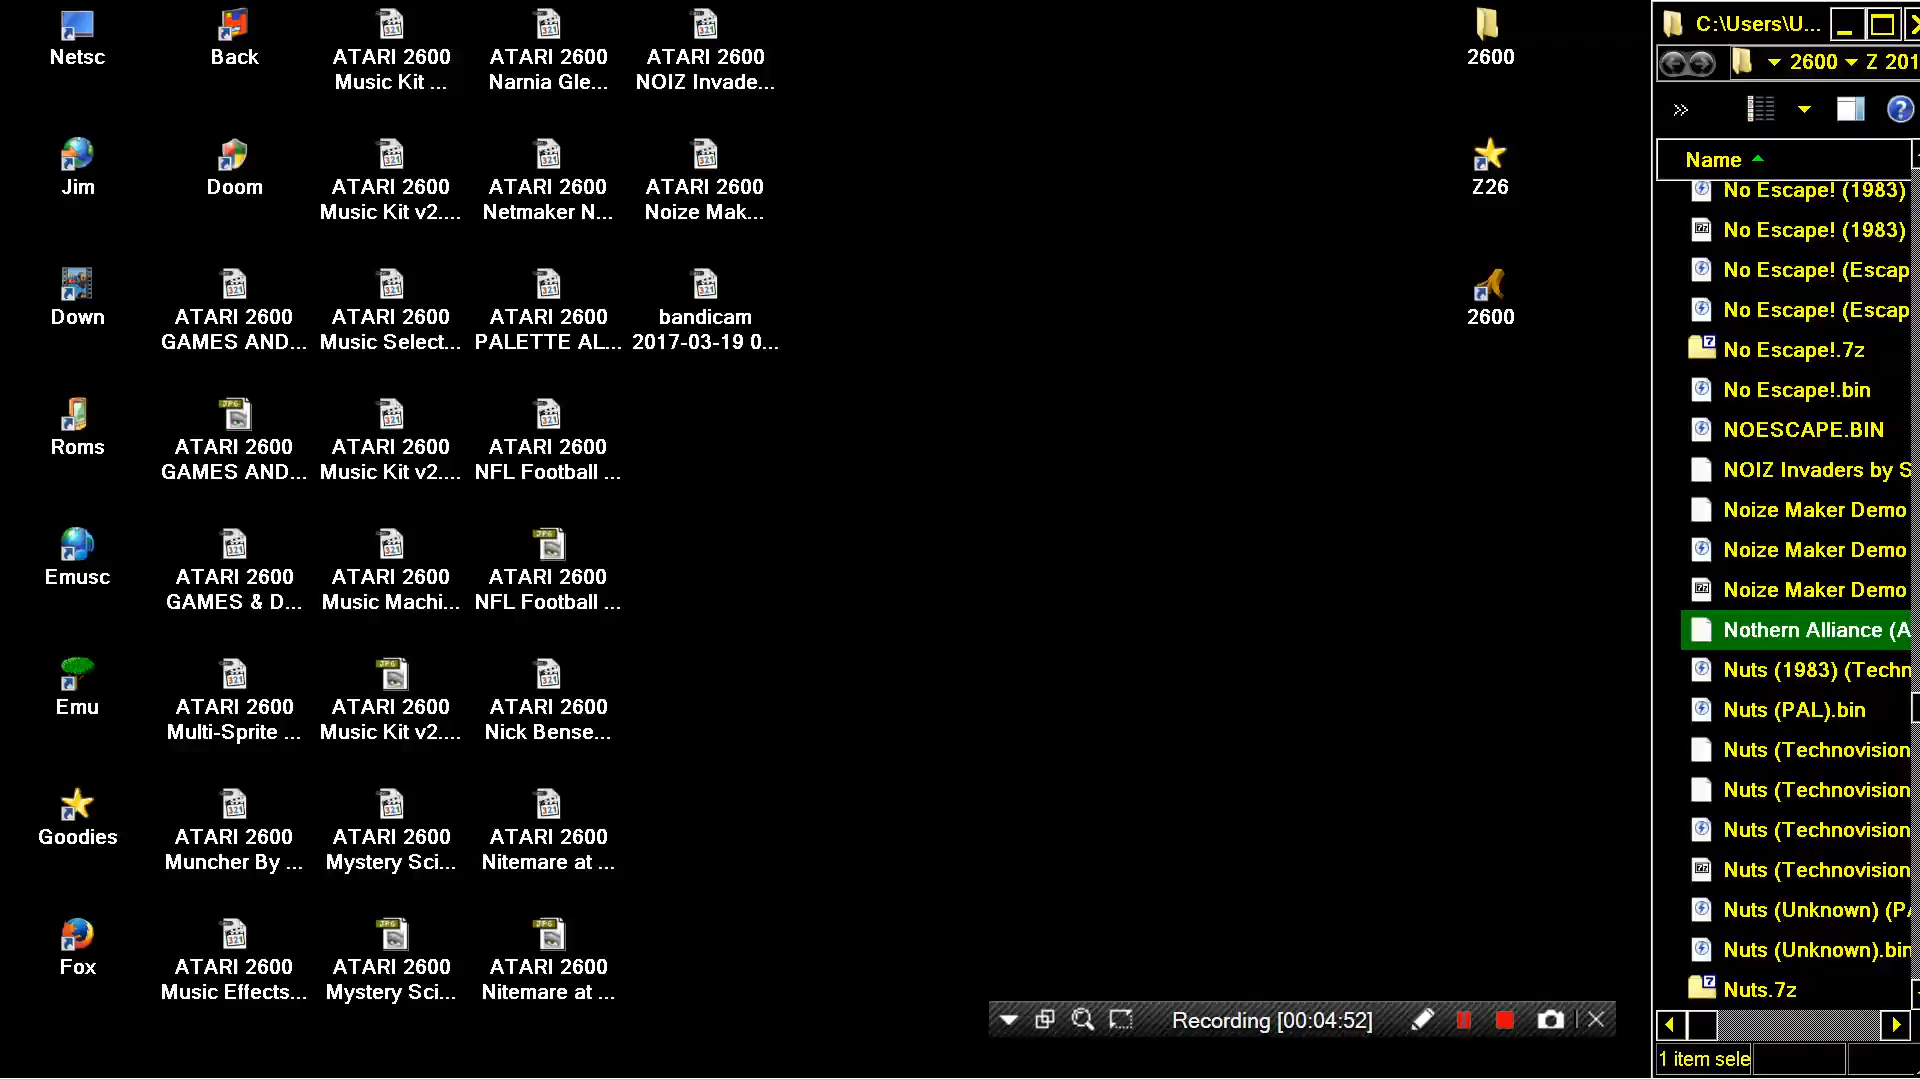 Netsc
Back
ATARI 2600
Music Kit ...
ATARI 2600
Narnia Gle...
ATARI 2600
NOIZ Invade...
2600
Jim
Doom
ATARI 2600
Music Kit v2....
ATARI 2600
Netmaker N...
ATARI 2600
Noize Mak...
Z26
Down
ATARI 2600
GAMES AND...
ATARI 2600
Music Select...
ATARI 2600
PALETTE AL...
bandicam
2017-03-19 0...
2600
Roms
ATARI 2600
GAMES AND...
ATARI 2600
Music Kit v2....
ATARI 2600
NFL Football ...
Emusc
ATARI 2600
GAMES & D...
ATARI 2600
Music Machi...
ATARI 2600
NFL Football ...
Emu
ATARI 2600
Multi-Sprite ...
ATARI 2600
Music Kit v2....
ATARI 2600
Nick Bense...
Goodies
ATARI 2600
Muncher By ...
ATARI 2600
Mystery Sci...
ATARI 2600
Nitemare at ...
Fox
ATARI 2600
Music Effects...
ATARI 2600
Mystery Sci...
ATARI 2600
Nitemare at ...
Recording [00:04:52]
C:\Users\U...
2600 Z 201
»
Name
No Escape! (1983)
No Escape! (1983)
No Escape! (Escap
No Escape! (Escap
No Escape!.7z
No Escape!.bin
NOESCAPE.BIN
NOIZ Invaders by S
Noize Maker Demo
Noize Maker Demo
Noize Maker Demo
Nothern Alliance (A
Nuts (1983) (Techn
Nuts (PAL).bin
Nuts (Technovision
Nuts (Technovision
Nuts (Technovision
Nuts (Technovision
Nuts (Unknown) (PA
Nuts (Unknown).bin
Nuts.7z
1 item sele